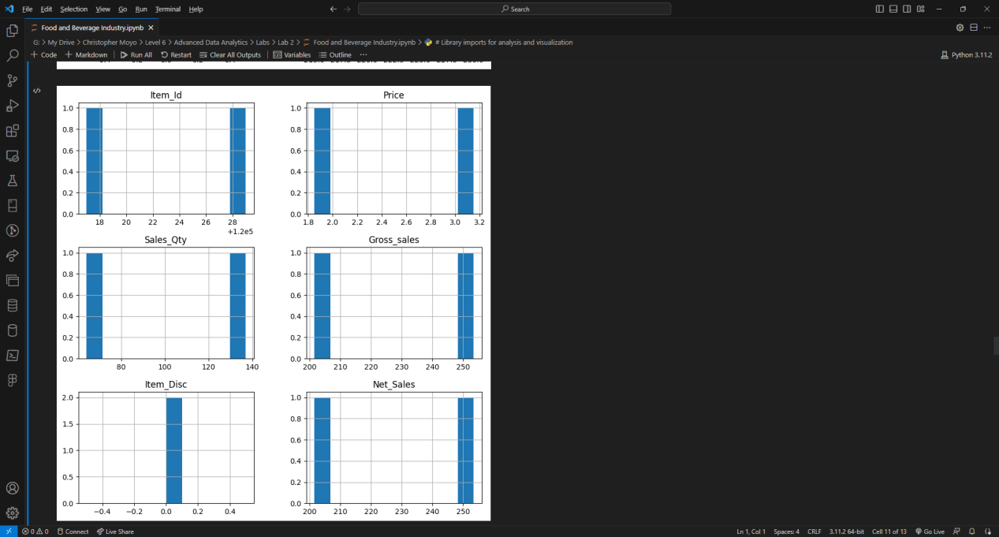 File Edit Selection View Go Run Terminal Help
Search
Food and Beverage Industry.ipynb
G: > My Drive > Christopher Moyo > Level 6 > Advanced Data Analytics > Labs > Lab 2 > Food and Beverage Industry.ipynb > # Library imports for analysis and visualization
+ Code + Markdown | Run All Restart Clear All Outputs | Variables Outline ...
Python 3.11.2
Item_Id
1.0
0.8
0.6
0.4
0.2
0.0
18 20 22 24 26 28
+1.2e5
Price
1.0
0.8
0.6
0.4
0.2
0.0
1.8 2.0 2.2 2.4 2.6 2.8 3.0 3.2
Sales_Qty
1.0
0.8
0.6
0.4
0.2
0.0
80 100 120 140
Gross_sales
1.0
0.8
0.6
0.4
0.2
0.0
200 210 220 230 240 250
Item_Disc
2.0
1.5
1.0
0.5
0.0
−0.4 −0.2 0.0 0.2 0.4
Net_Sales
1.0
0.8
0.6
0.4
0.2
0.0
200 210 220 230 240 250
0 0 Connect Live Share
Ln 1, Col 1 Spaces: 4 CRLF 3.11.2 64-bit Cell 11 of 13 Go Live